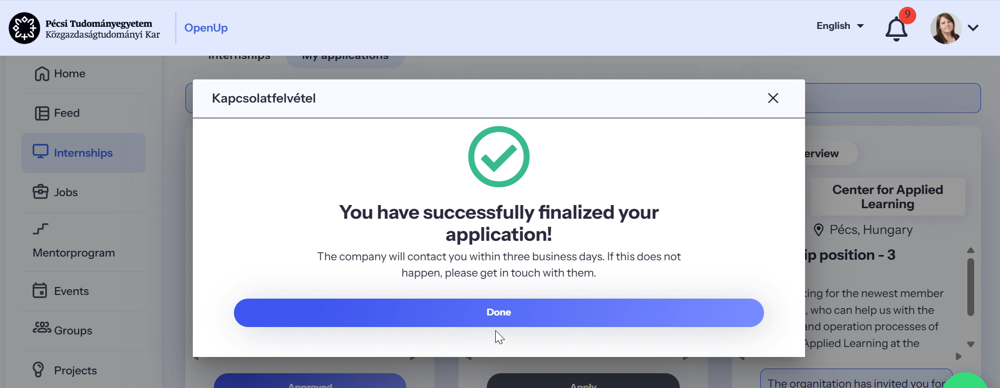 Pécsi Tudományegyetem
Közgazdaságtudományi Kar
OpenUp
English
9
Internships
My applications
Home
Feed
Internships
Jobs
Mentorprogram
Events
Groups
Projects
Kapcsolatfelvétel
You have successfully finalized your
application!
The company will contact you within three business days. If this does not
happen, please get in touch with them.
Done
erview
Center for Applied
Learning
Pécs, Hungary
ip position - 3
king for the newest member
, who can help us with the
and operation processes of
Applied Learning at the
Approved
Apply
The organitation has invited you for